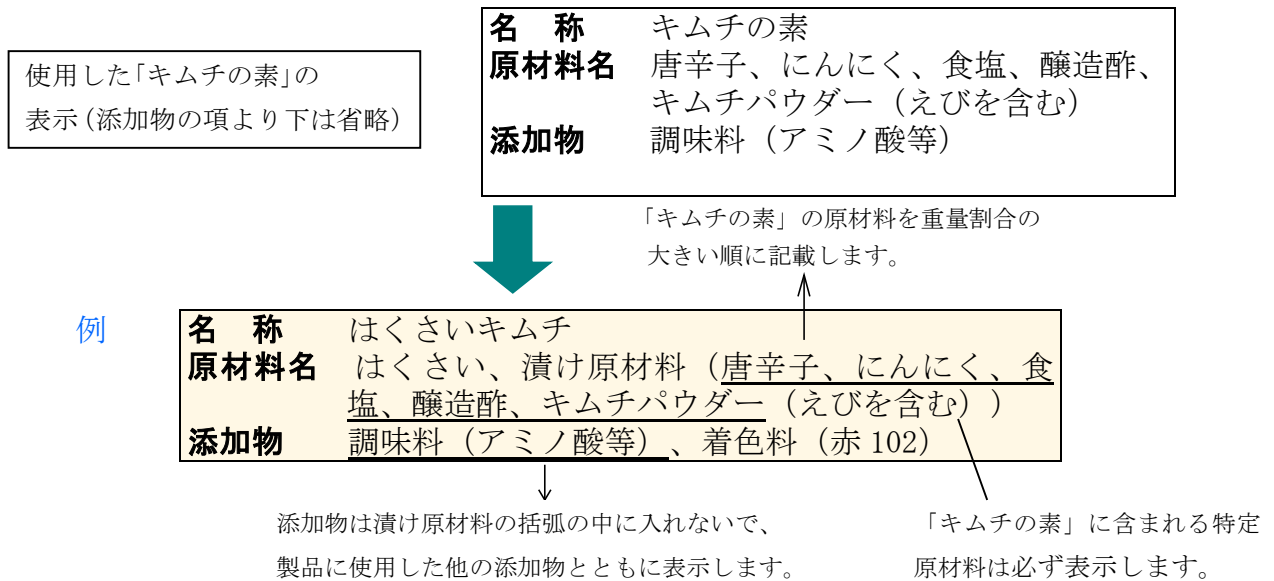 使用した「キムチの素」の
表示(添加物の項より下は省略)
名　称　キムチの素
原材料名　唐辛子、にんにく、食塩、醸造酢、
キムチパウダー（えびを含む）
添加物　調味料（アミノ酸等）
「キムチの素」の原材料を重量割合の
大きい順に記載します。
例
名　称　はくさいキムチ
原材料名　はくさい、漬け原材料（唐辛子、にんにく、食
塩、醸造酢、キムチパウダー（えびを含む））
添加物　調味料（アミノ酸等）、着色料（赤102）
添加物は漬け原材料の括弧の中に入れないで、
製品に使用した他の添加物とともに表示します。
「キムチの素」に含まれる特定
原材料は必ず表示します。